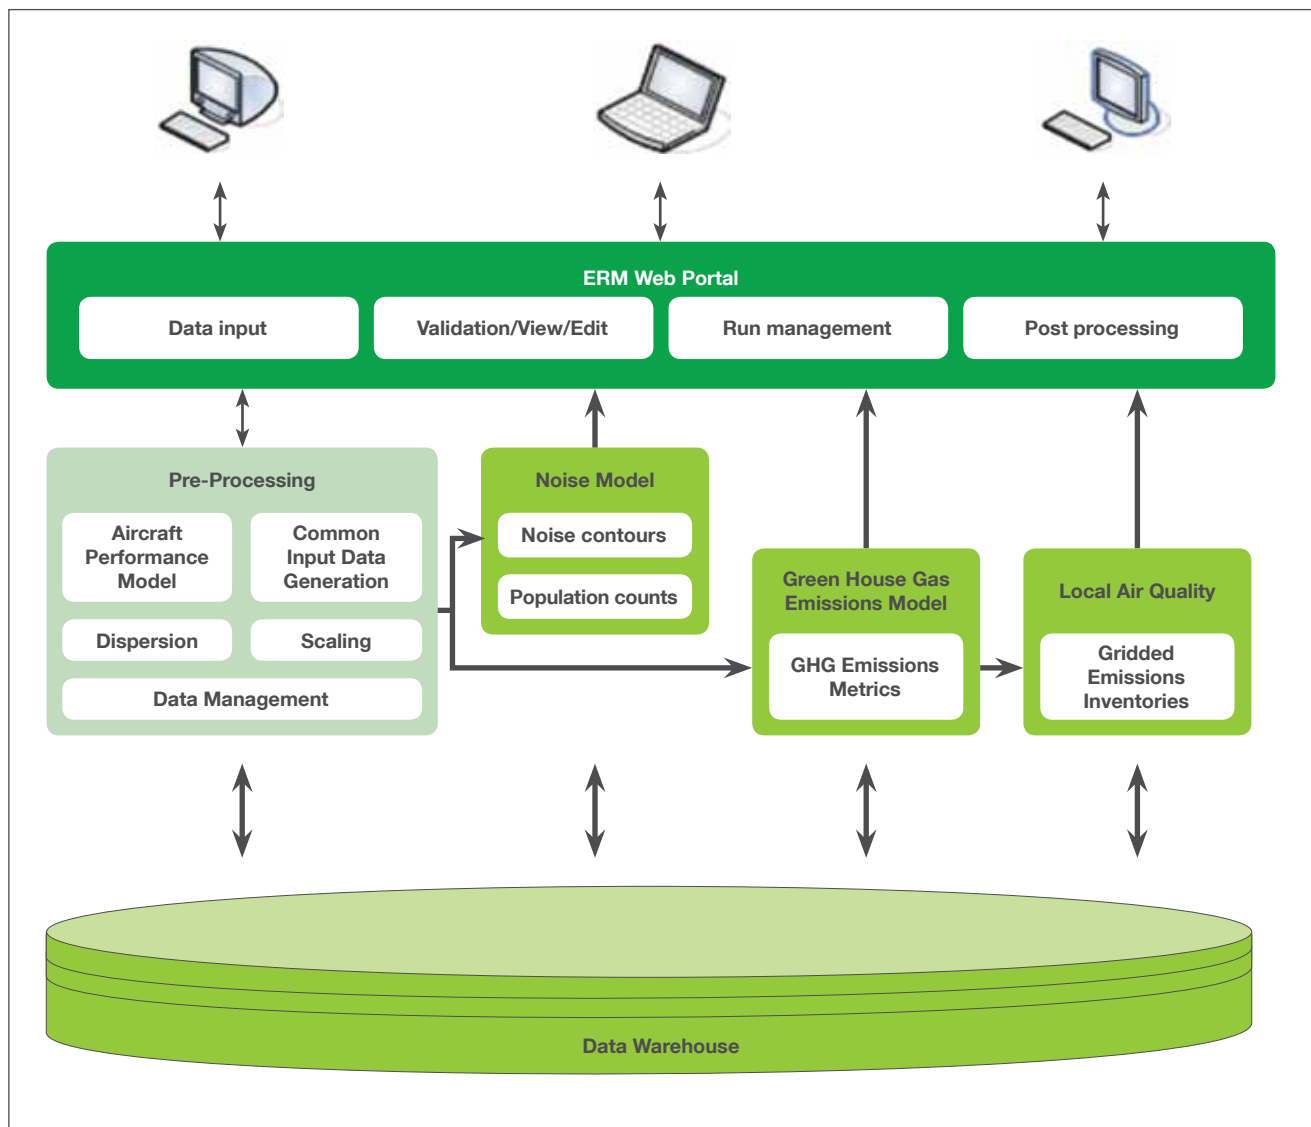 ERM Web Portal
Data input
Validation/View/Edit
Run management
Post processing
Pre-Processing
Aircraft
Performance
Model
Common
Input Data
Generation
Dispersion
Scaling
Data Management
Noise Model
Noise contours
Population counts
Green House Gas
Emissions Model
GHG Emissions
Metrics
Local Air Quality
Gridded
Emissions
Inventories
Data Warehouse